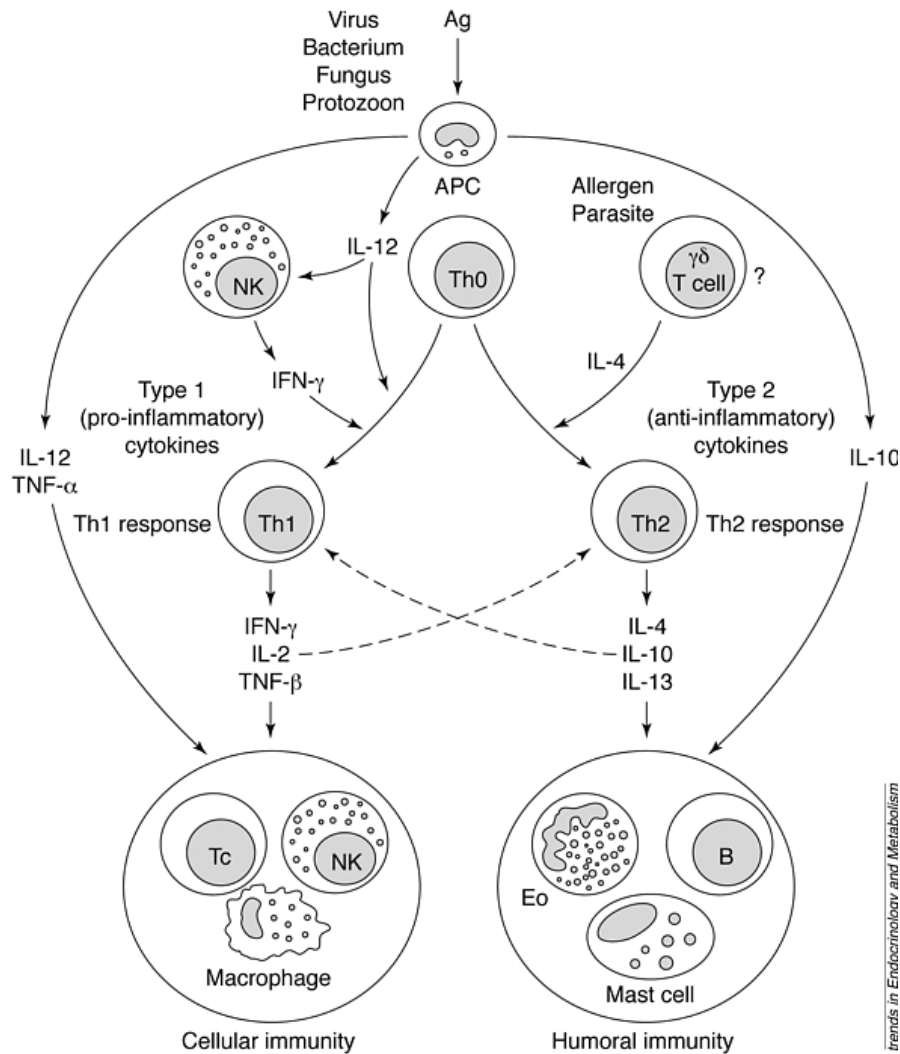 Virus
Bacterium
Fungus
Protozoon
Ag
APC
Allergen
Parasite
NK
IL-12
Th0
γδ
T cell
?
IFN-γ
IL-4
Type 1
(pro-inflammatory)
cytokines
Type 2
(anti-inflammatory)
cytokines
IL-12
TNF-α
IL-10
Th1 response
Th1
Th2
Th2 response
IFN-γ
IL-2
TNF-β
IL-4
IL-10
IL-13
Tc
NK
Macrophage
Eo
B
Mast cell
Cellular immunity
Humoral immunity
trends in Endocrinology and Metabolism